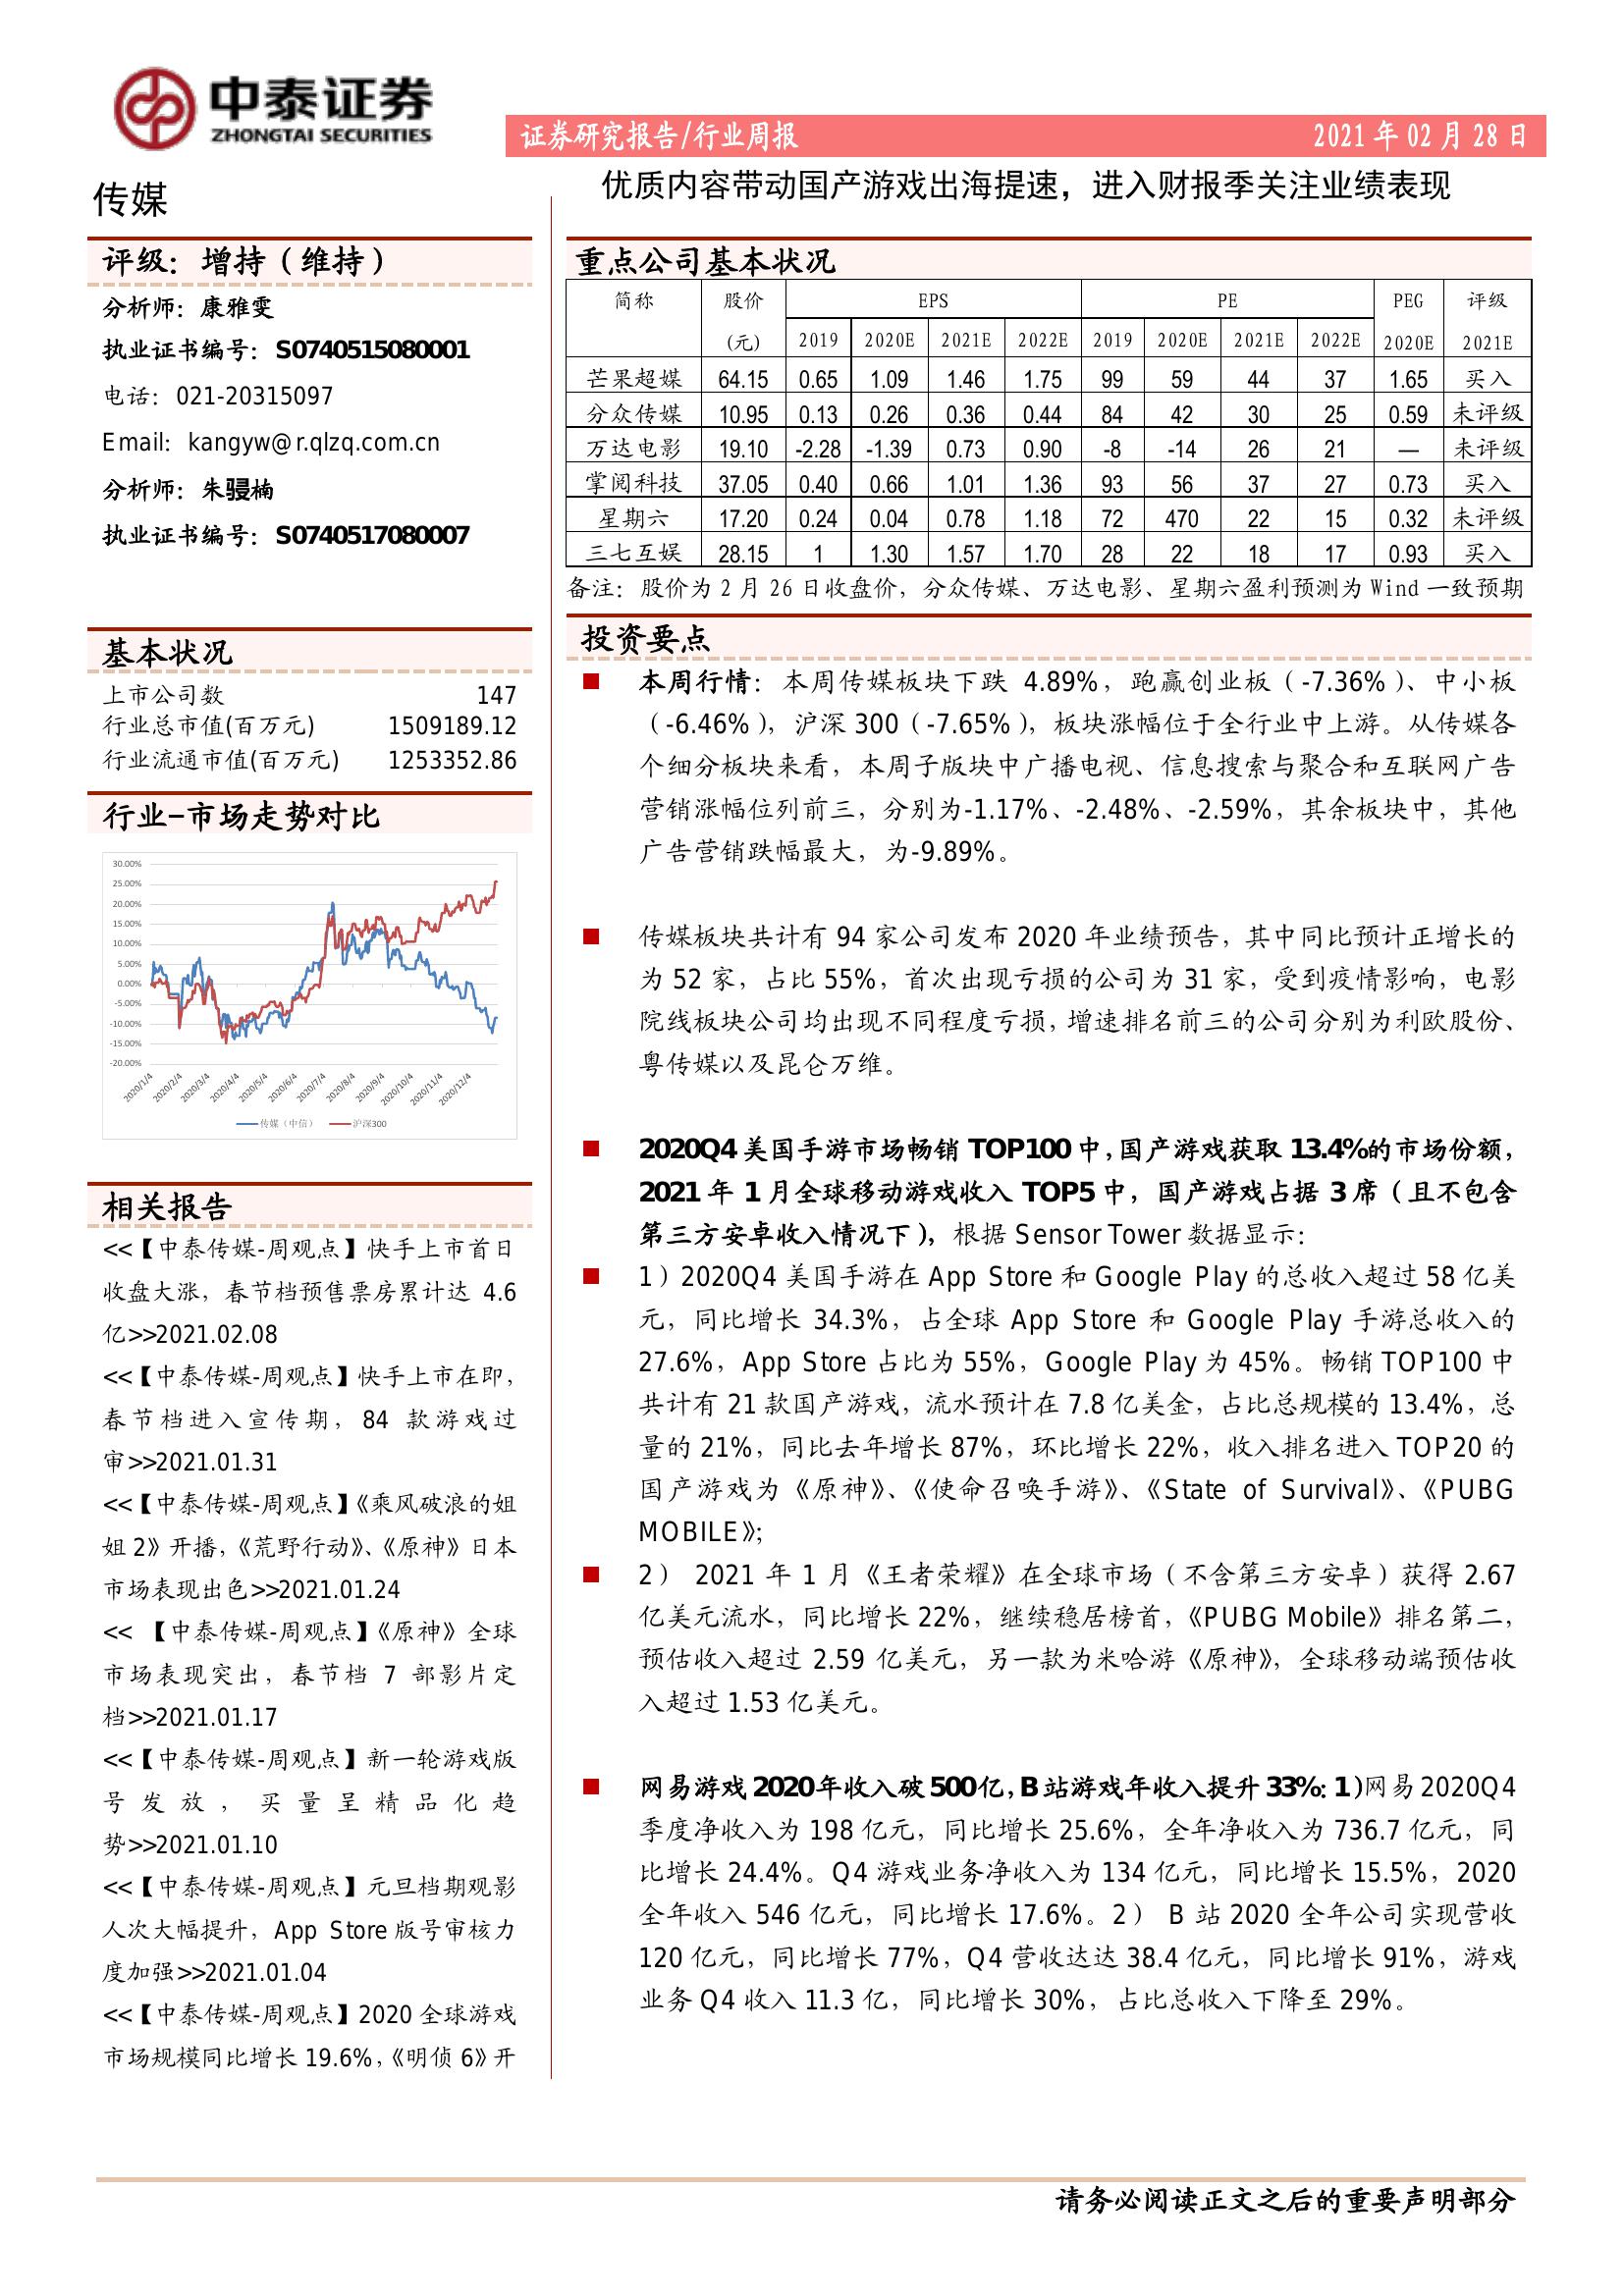 中泰证券
ZHONGTAI SECURITIES
证券研究报告/行业周报 2021 年 02 月 28 日
传媒
优质内容带动国产游戏出海提速，进入财报季关注业绩表现
评级：增持（维持）
分析师：康雅雯
执业证书编号：S0740515080001
电话：021-20315097
Email：kangyw@r.qlzq.com.cn
分析师：朱骎楠
执业证书编号：S0740517080007
基本状况
上市公司数 147
行业总市值(百万元) 1509189.12
行业流通市值(百万元) 1253352.86
行业-市场走势对比
30.00%
25.00%
20.00%
15.00%
10.00%
5.00%
0.00%
-5.00%
-10.00%
-15.00%
-20.00%
2020/1/4 2020/2/4 2020/3/4 2020/4/4 2020/5/4 2020/6/4 2020/7/4 2020/8/4 2020/9/4 2020/10/4 2020/11/4 2020/12/4
传媒（中信） 沪深300
相关报告
<<【中泰传媒-周观点】快手上市首日
收盘大涨，春节档预售票房累计达 4.6
亿>>2021.02.08
<<【中泰传媒-周观点】快手上市在即，
春节档进入宣传期，84 款游戏过
审>>2021.01.31
<<【中泰传媒-周观点】《乘风破浪的姐
姐 2》开播，《荒野行动》、《原神》日本
市场表现出色>>2021.01.24
<< 【中泰传媒-周观点】《原神》全球
市场表现突出，春节档 7 部影片定
档>>2021.01.17
<<【中泰传媒-周观点】新一轮游戏版
号发放，买量呈精品化趋
势>>2021.01.10
<<【中泰传媒-周观点】元旦档期观影
人次大幅提升，App Store 版号审核力
度加强>>2021.01.04
<<【中泰传媒-周观点】2020 全球游戏
市场规模同比增长 19.6%，《明侦 6》开
重点公司基本状况
简称 股价 EPS PE PEG 评级
(元) 2019 2020E 2021E 2022E 2019 2020E 2021E 2022E 2020E 2021E
芒果超媒 64.15 0.65 1.09 1.46 1.75 99 59 44 37 1.65 买入
分众传媒 10.95 0.13 0.26 0.36 0.44 84 42 30 25 0.59 未评级
万达电影 19.10 -2.28 -1.39 0.73 0.90 -8 -14 26 21 — 未评级
掌阅科技 37.05 0.40 0.66 1.01 1.36 93 56 37 27 0.73 买入
星期六 17.20 0.24 0.04 0.78 1.18 72 470 22 15 0.32 未评级
三七互娱 28.15 1 1.30 1.57 1.70 28 22 18 17 0.93 买入
备注：股价为 2 月 26 日收盘价，分众传媒、万达电影、星期六盈利预测为 Wind 一致预期
投资要点
■ 本周行情：本周传媒板块下跌 4.89%，跑赢创业板（-7.36%）、中小板
（-6.46%），沪深 300（-7.65%），板块涨幅位于全行业中上游。从传媒各
个细分板块来看，本周子版块中广播电视、信息搜索与聚合和互联网广告
营销涨幅位列前三，分别为-1.17%、-2.48%、-2.59%，其余板块中，其他
广告营销跌幅最大，为-9.89%。
■ 传媒板块共计有 94 家公司发布 2020 年业绩预告，其中同比预计正增长的
为 52 家，占比 55%，首次出现亏损的公司为 31 家，受到疫情影响，电影
院线板块公司均出现不同程度亏损，增速排名前三的公司分别为利欧股份、
粤传媒以及昆仑万维。
■ 2020Q4 美国手游市场畅销 TOP100 中，国产游戏获取 13.4%的市场份额，
2021 年 1 月全球移动游戏收入 TOP5 中，国产游戏占据 3 席（且不包含
第三方安卓收入情况下），根据 Sensor Tower 数据显示：
■ 1）2020Q4 美国手游在 App Store 和 Google Play 的总收入超过 58 亿美
元，同比增长 34.3%，占全球 App Store 和 Google Play 手游总收入的
27.6%，App Store 占比为 55%，Google Play 为 45%。畅销 TOP100 中
共计有 21 款国产游戏，流水预计在 7.8 亿美金，占比总规模的 13.4%，总
量的 21%，同比去年增长 87%，环比增长 22%，收入排名进入 TOP20 的
国产游戏为《原神》、《使命召唤手游》、《State of Survival》、《PUBG
MOBILE》；
■ 2） 2021 年 1 月《王者荣耀》在全球市场（不含第三方安卓）获得 2.67
亿美元流水，同比增长 22%，继续稳居榜首，《PUBG Mobile》排名第二，
预估收入超过 2.59 亿美元，另一款为米哈游《原神》，全球移动端预估收
入超过 1.53 亿美元。
■ 网易游戏 2020年收入破 500亿，B 站游戏年收入提升 33%：1）网易 2020Q4
季度净收入为 198 亿元，同比增长 25.6%，全年净收入为 736.7 亿元，同
比增长 24.4%。Q4 游戏业务净收入为 134 亿元，同比增长 15.5%，2020
全年收入 546 亿元，同比增长 17.6%。2） B 站 2020 全年公司实现营收
120 亿元，同比增长 77%，Q4 营收达达 38.4 亿元，同比增长 91%，游戏
业务 Q4 收入 11.3 亿，同比增长 30%，占比总收入下降至 29%。
请务必阅读正文之后的重要声明部分